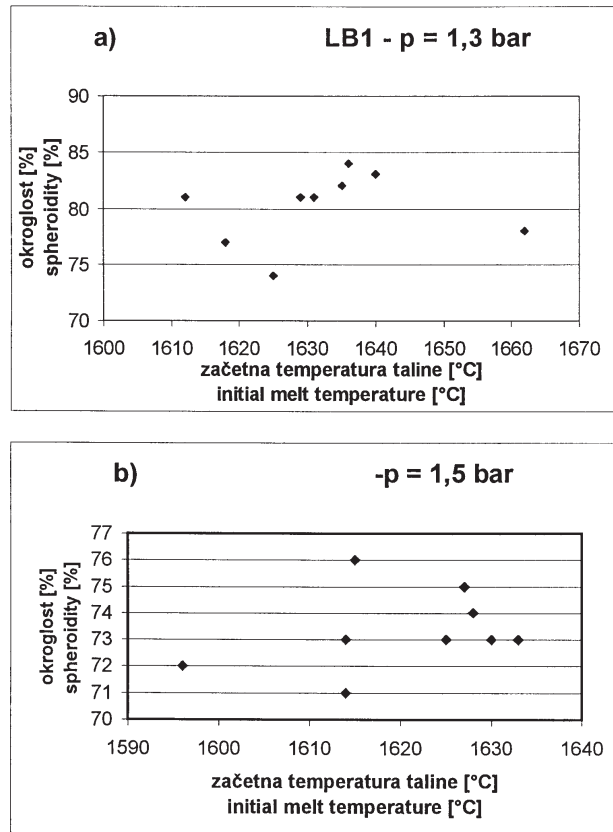 a) LB1 - p = 1,3 bar
okroglost [%]
spheroidity [%]
90
85
80
75
70
1600 1610 1620 1630 1640 1650 1660 1670
začetna temperatura taline [°C]
initial melt temperature [°C]
b) -p = 1,5 bar
okroglost [%]
spheroidity [%]
77
76
75
74
73
72
71
70
1590 1600 1610 1620 1630 1640
začetna temperatura taline [°C]
initial melt temperature [°C]